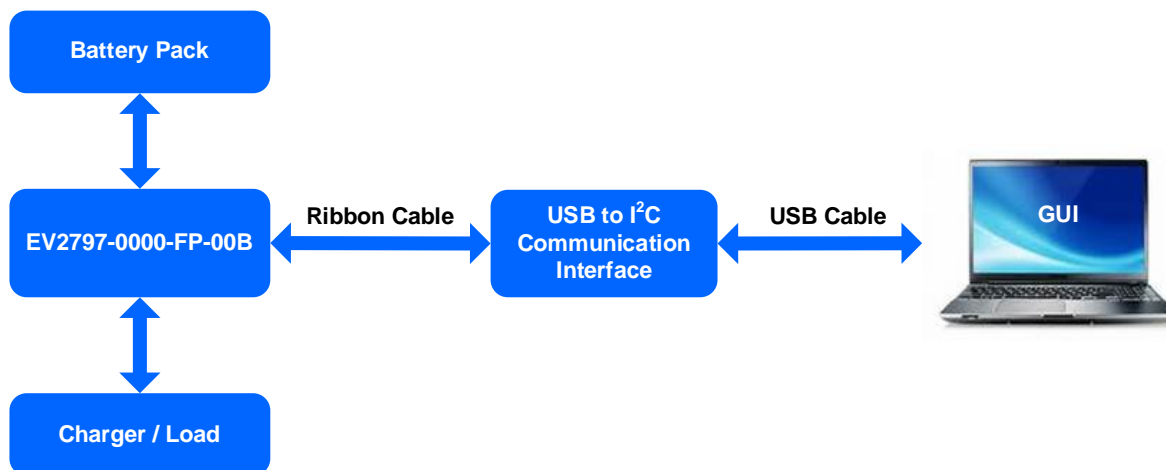 Battery Pack
EV2797-0000-FP-00B
Ribbon Cable
USB to I²C
Communication
Interface
USB Cable
GUI
Charger / Load